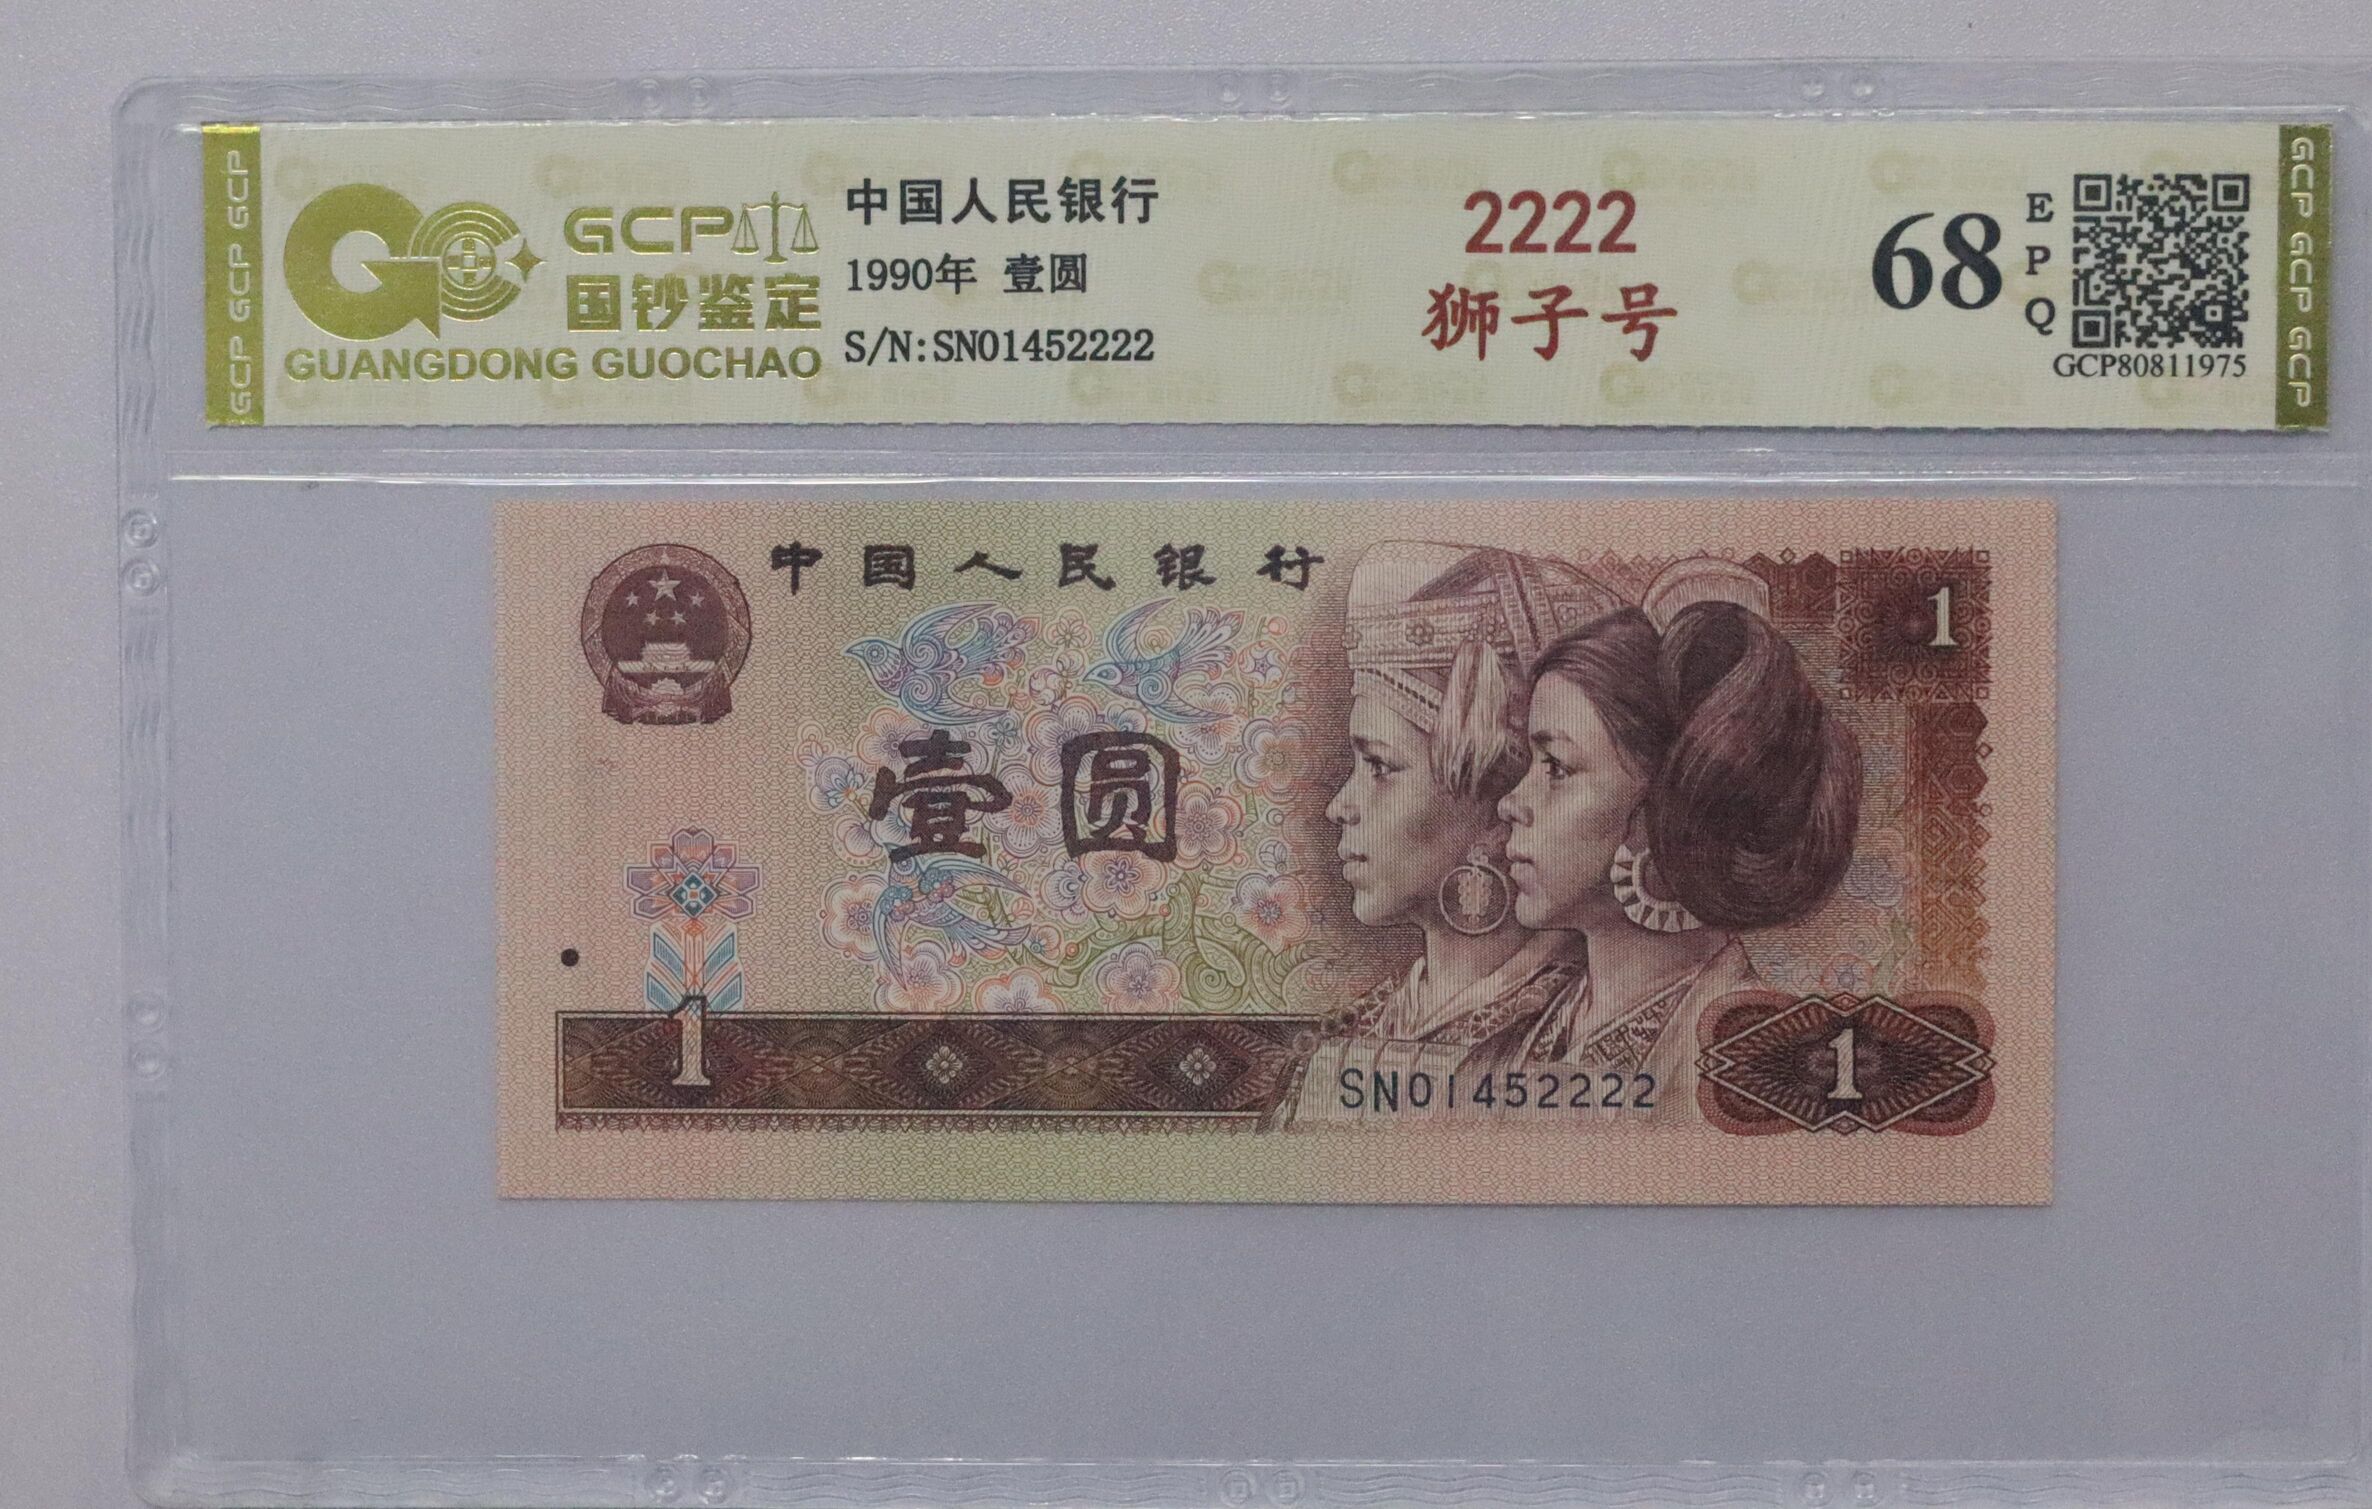 GCP GCP GCP
GCP
国钞鉴定
GUANGDONG GUOCHAO
中国人民银行
1990年 壹圆
S/N:SN01452222
2222
狮子号
68
EPQ
GCP80811975
GCP GCP GCP
中国人民银行
1
壹圆
1
SN01452222
1